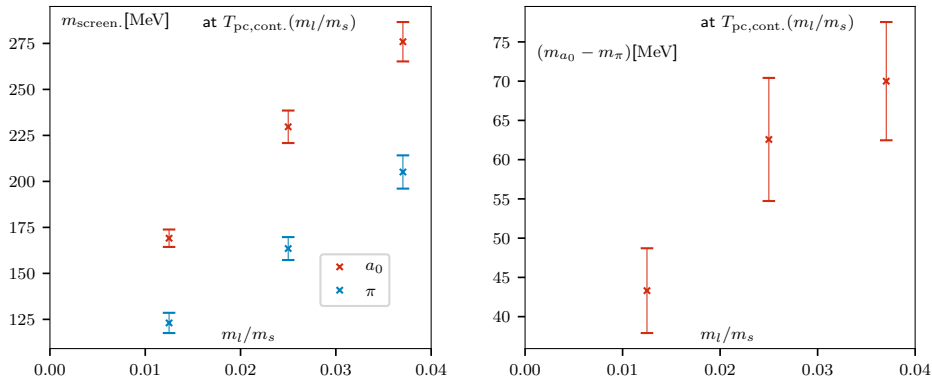 m_screen. [MeV]
at T_pc,cont.(m_l/m_s)
275
250
225
200
175
150
125
a_0
π
m_l/m_s
0.00 0.01 0.02 0.03 0.04
at T_pc,cont.(m_l/m_s)
(m_{a_0} − m_π)[MeV]
75
70
65
60
55
50
45
40
m_l/m_s
0.00 0.01 0.02 0.03 0.04